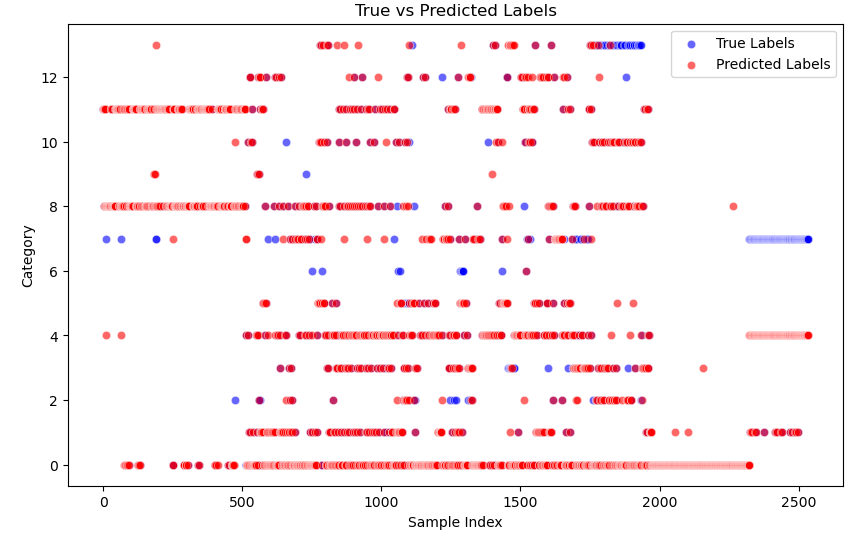 True vs Predicted Labels
True Labels
Predicted Labels
Category
12
10
8
6
4
2
0
0
500
1000
1500
2000
2500
Sample Index